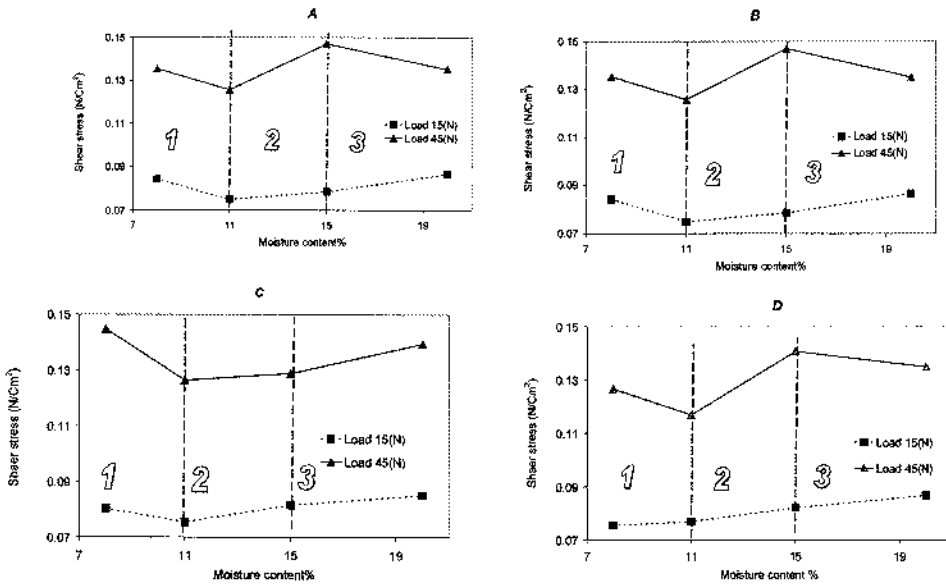 A
0.15
0.13
0.11
0.09
0.07
Shear stress (N/Cm²)
1
2
3
Load 15(N)
Load 45(N)
7
11
15
19
Moisture content%
B
0.15
0.13
0.11
0.09
0.07
Shear stress (N/Cm²)
1
2
3
Load 15(N)
Load 45(N)
7
11
15
19
Moisture content%
C
0.15
0.13
0.11
0.09
0.07
Shaer stress (N/Cm²)
1
2
3
Load 15(N)
Load 45(N)
7
11
15
19
Moisture content%
D
0.15
0.13
0.11
0.09
0.07
Shear stress (N/Cm²)
1
2
3
Load 15(N)
Load 45(N)
7
11
15
19
Moisture content %